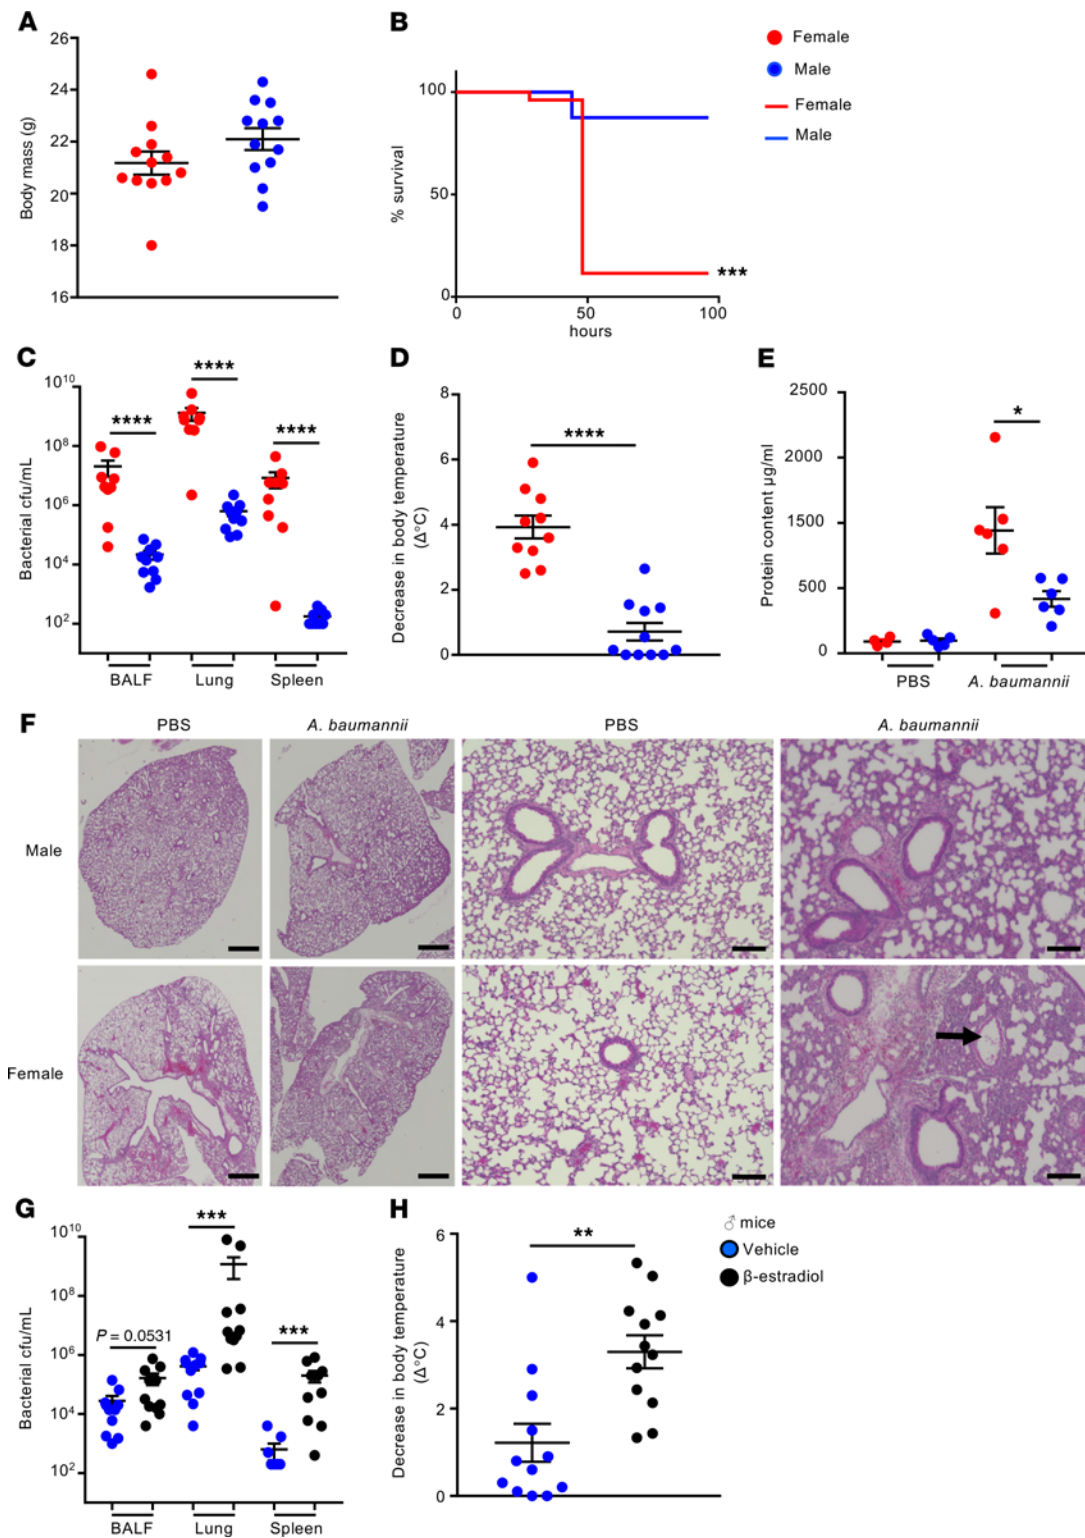 A
26
24
22
20
18
16
Body mass (g)
B
100
50
0
% survival
0 50 100
hours
***
Female
Male
Female
Male
C
10^10
10^8
10^6
10^4
10^2
Bacterial cfu/mL
**** **** ****
BALF Lung Spleen
D
8
6
4
2
0
Decrease in body temperature
(Δ°C)
****
E
2500
2000
1500
500
0
Protein content µg/ml
*
PBS A. baumannii
F
PBS A. baumannii PBS A. baumannii
Male
Female
G
10^10
10^8
10^6
10^4
10^2
Bacterial cfu/mL
P = 0.0531
*** ***
BALF Lung Spleen
H
6
4
2
0
Decrease in body temperature
(Δ°C)
**
♂ mice
Vehicle
β-estradiol